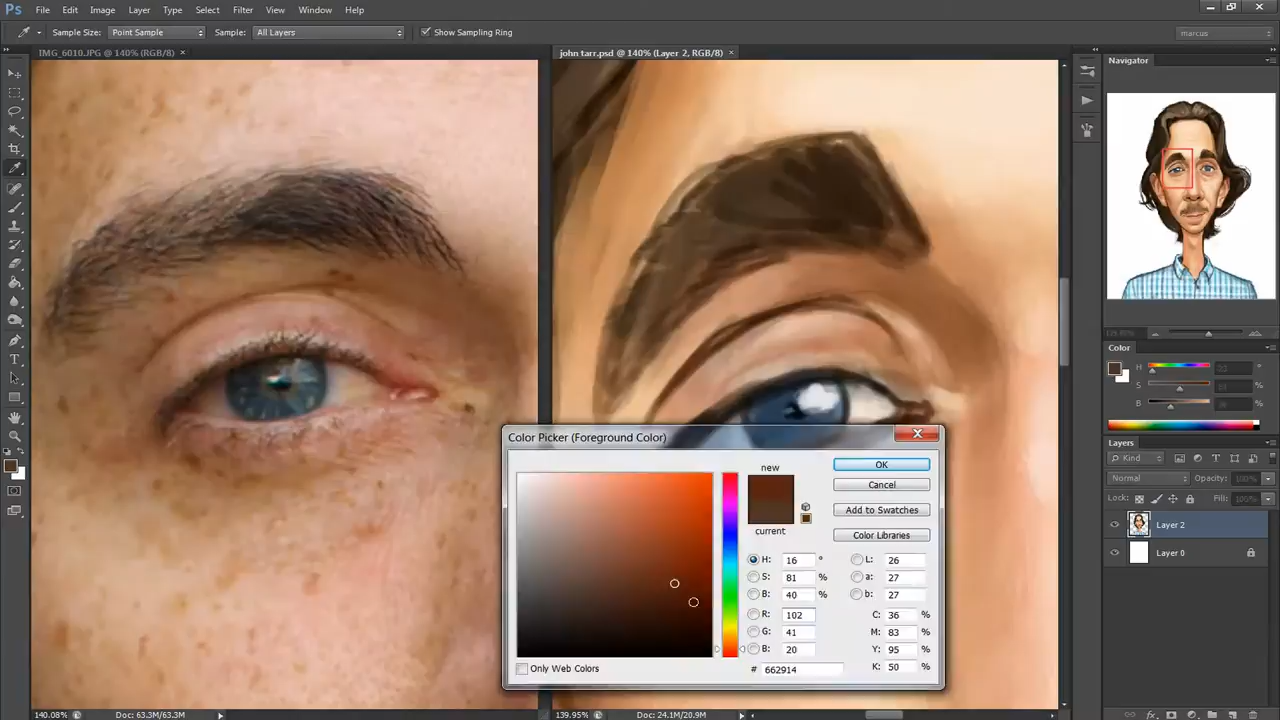 Ps File Edit Image Layer Type Select Filter View Window Help
Sample Size: Point Sample Sample: All Layers Show Sampling Ring marcus
IMG_6010.JPG @ 140% (RGB/8) ×
john tarr.psd @ 140% (Layer 2, RGB/8) ×
Navigator
Color
H
S
B
Layers
Kind
Normal Opacity: 100%
Lock: Fill: 100%
Layer 2
Layer 0
Color Picker (Foreground Color)
new
current
OK
Cancel
Add to Swatches
Color Libraries
H: 16 °
S: 81 %
B: 40 %
R: 102
G: 41
B: 20
# 662914
L: 26
a: 27
b: 27
C: 36 %
M: 83 %
Y: 95 %
K: 50 %
Only Web Colors
140.08% Doc: 63.3M/63.3M
139.95% Doc: 24.1M/20.9M